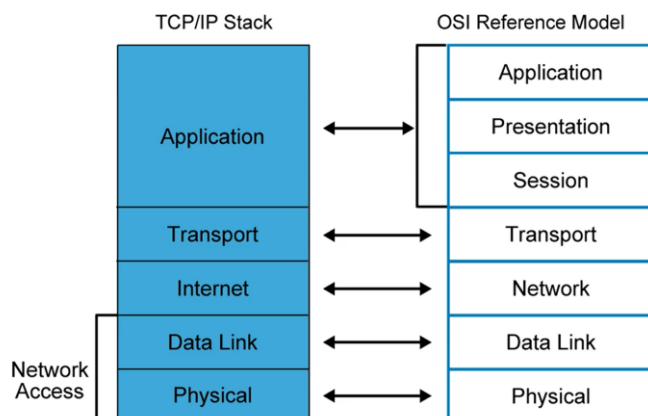 TCP/IP Stack
OSI Reference Model
Application
Application
Presentation
Session
Transport
Transport
Internet
Network
Network
Access
Data Link
Data Link
Physical
Physical